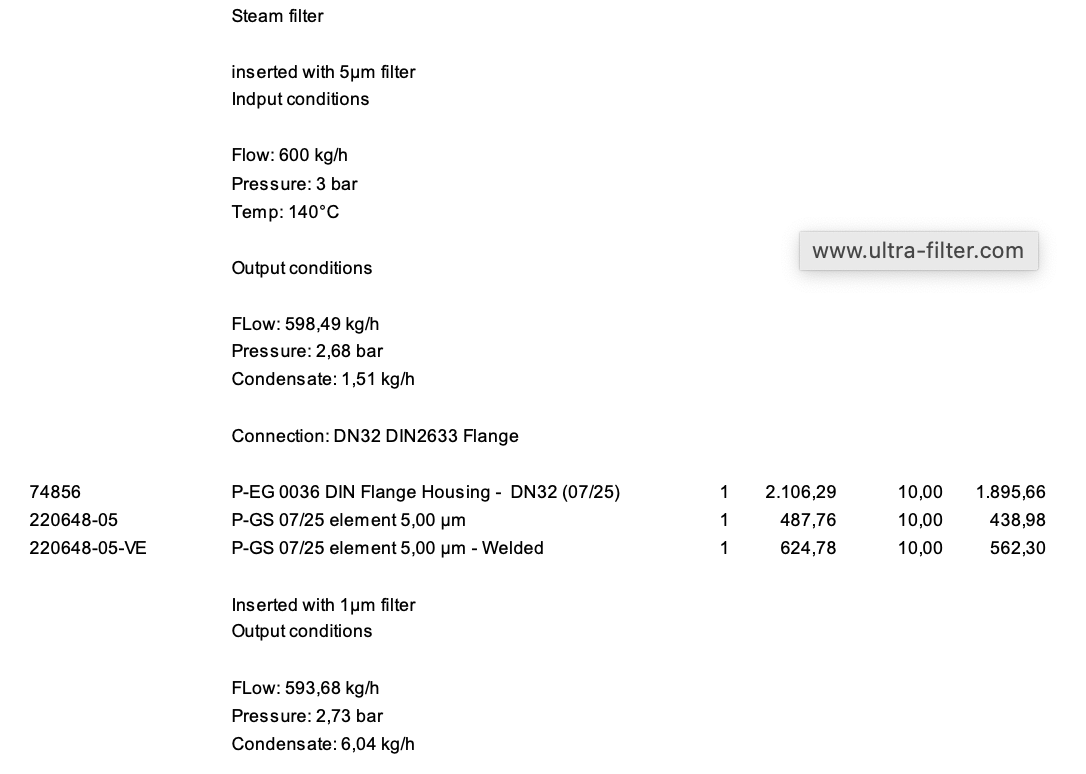 Steam filter
inserted with 5µm filter
Indput conditions
Flow: 600 kg/h
Pressure: 3 bar
Temp: 140°C
www.ultra-filter.com
Output conditions
FLow: 598,49 kg/h
Pressure: 2,68 bar
Condensate: 1,51 kg/h
Connection: DN32 DIN2633 Flange
74856 P-EG 0036 DIN Flange Housing - DN32 (07/25) 1 2.106,29 10,00 1.895,66
220648-05 P-GS 07/25 element 5,00 µm 1 487,76 10,00 438,98
220648-05-VE P-GS 07/25 element 5,00 µm - Welded 1 624,78 10,00 562,30
Inserted with 1µm filter
Output conditions
FLow: 593,68 kg/h
Pressure: 2,73 bar
Condensate: 6,04 kg/h